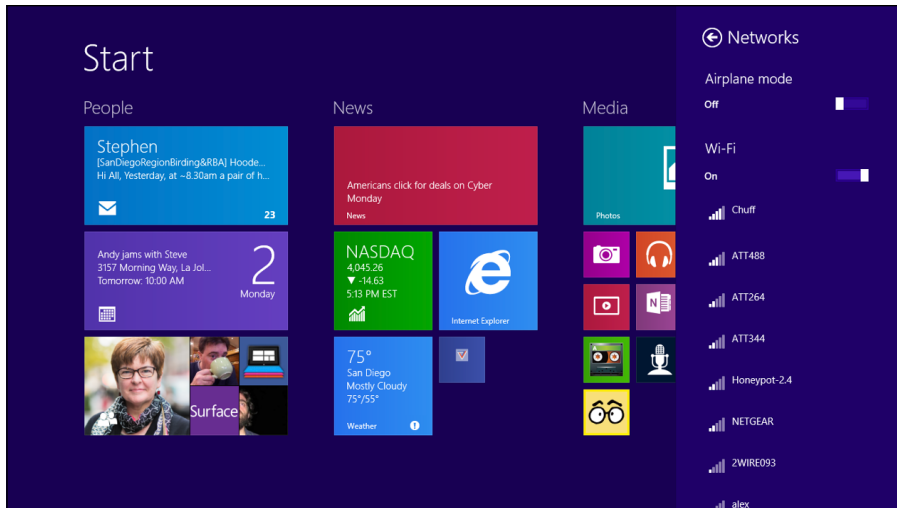 Start
People
Stephen
[SanDiegoRegionBirding&RBA] Hoode...
Hi All, Yesterday, at ~8.30am a pair of h...
23
Andy jams with Steve
3157 Morning Way, La Jol...
Tomorrow: 10:00 AM
2
Monday
Surface
News
Americans click for deals on Cyber
Monday
News
NASDAQ
4,045.26
▼ -14.63
5:13 PM EST
Internet Explorer
75°
San Diego
Mostly Cloudy
75°/55°
Weather
Media
Photos
N
Networks
Airplane mode
Off
Wi-Fi
On
Chuff
ATT488
ATT264
ATT344
Honeypot-2.4
NETGEAR
2WIRE093
alex